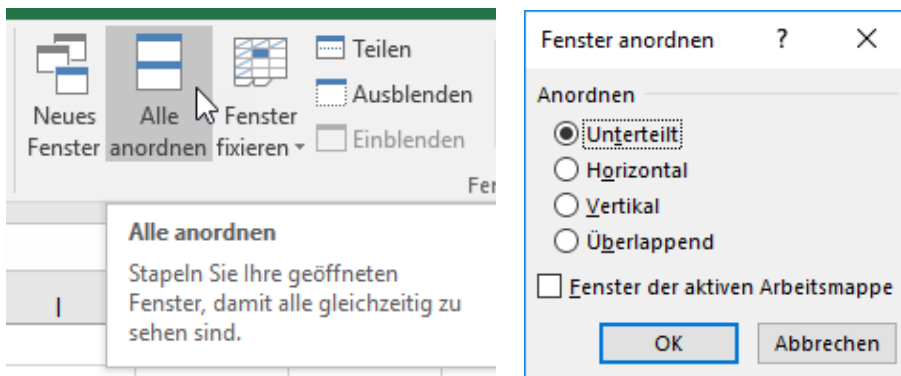 Neues
Fenster
Alle
anordnen
Fenster
fixieren
Teilen
Ausblenden
Einblenden
Alle anordnen
Stapeln Sie Ihre geöffneten
Fenster, damit alle gleichzeitig zu
sehen sind.
I
Fenster anordnen ?
Anordnen
Unterteilt
Horizontal
Vertikal
Überlappend
Fenster der aktiven Arbeitsmappe
OK Abbrechen